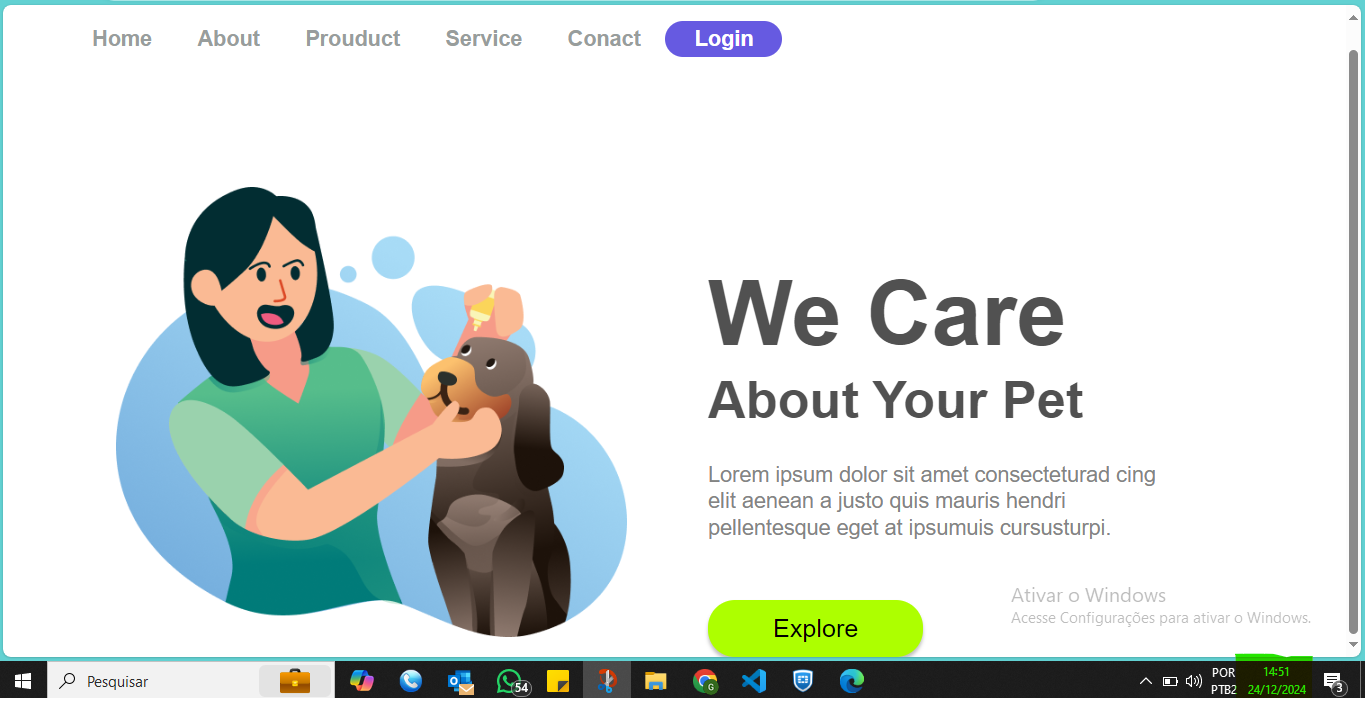 Home About Prouduct Service Conact Login
We Care
About Your Pet
Lorem ipsum dolor sit amet consecteturad cing
elit aenean a justo quis mauris hendri
pellentesque eget at ipsumuis cursusturpi.
Explore
Ativar o Windows
Acesse Configurações para ativar o Windows.
Pesquisar
54
G
POR
PTB2
14:51
24/12/2024
3